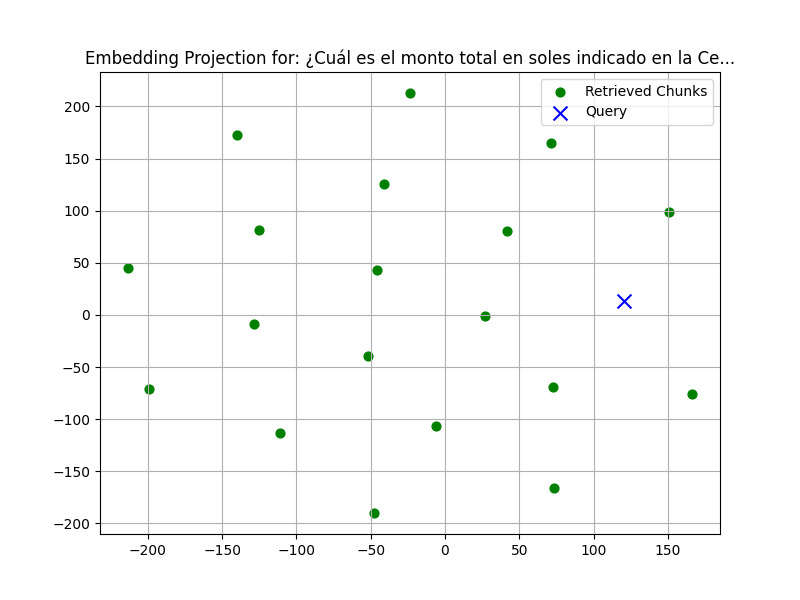 Embedding Projection for: ¿Cuál es el monto total en soles indicado en la Ce...
Retrieved Chunks
Query
200
150
100
50
0
−50
−100
−150
−200
−200 −150 −100 −50 0 50 100 150